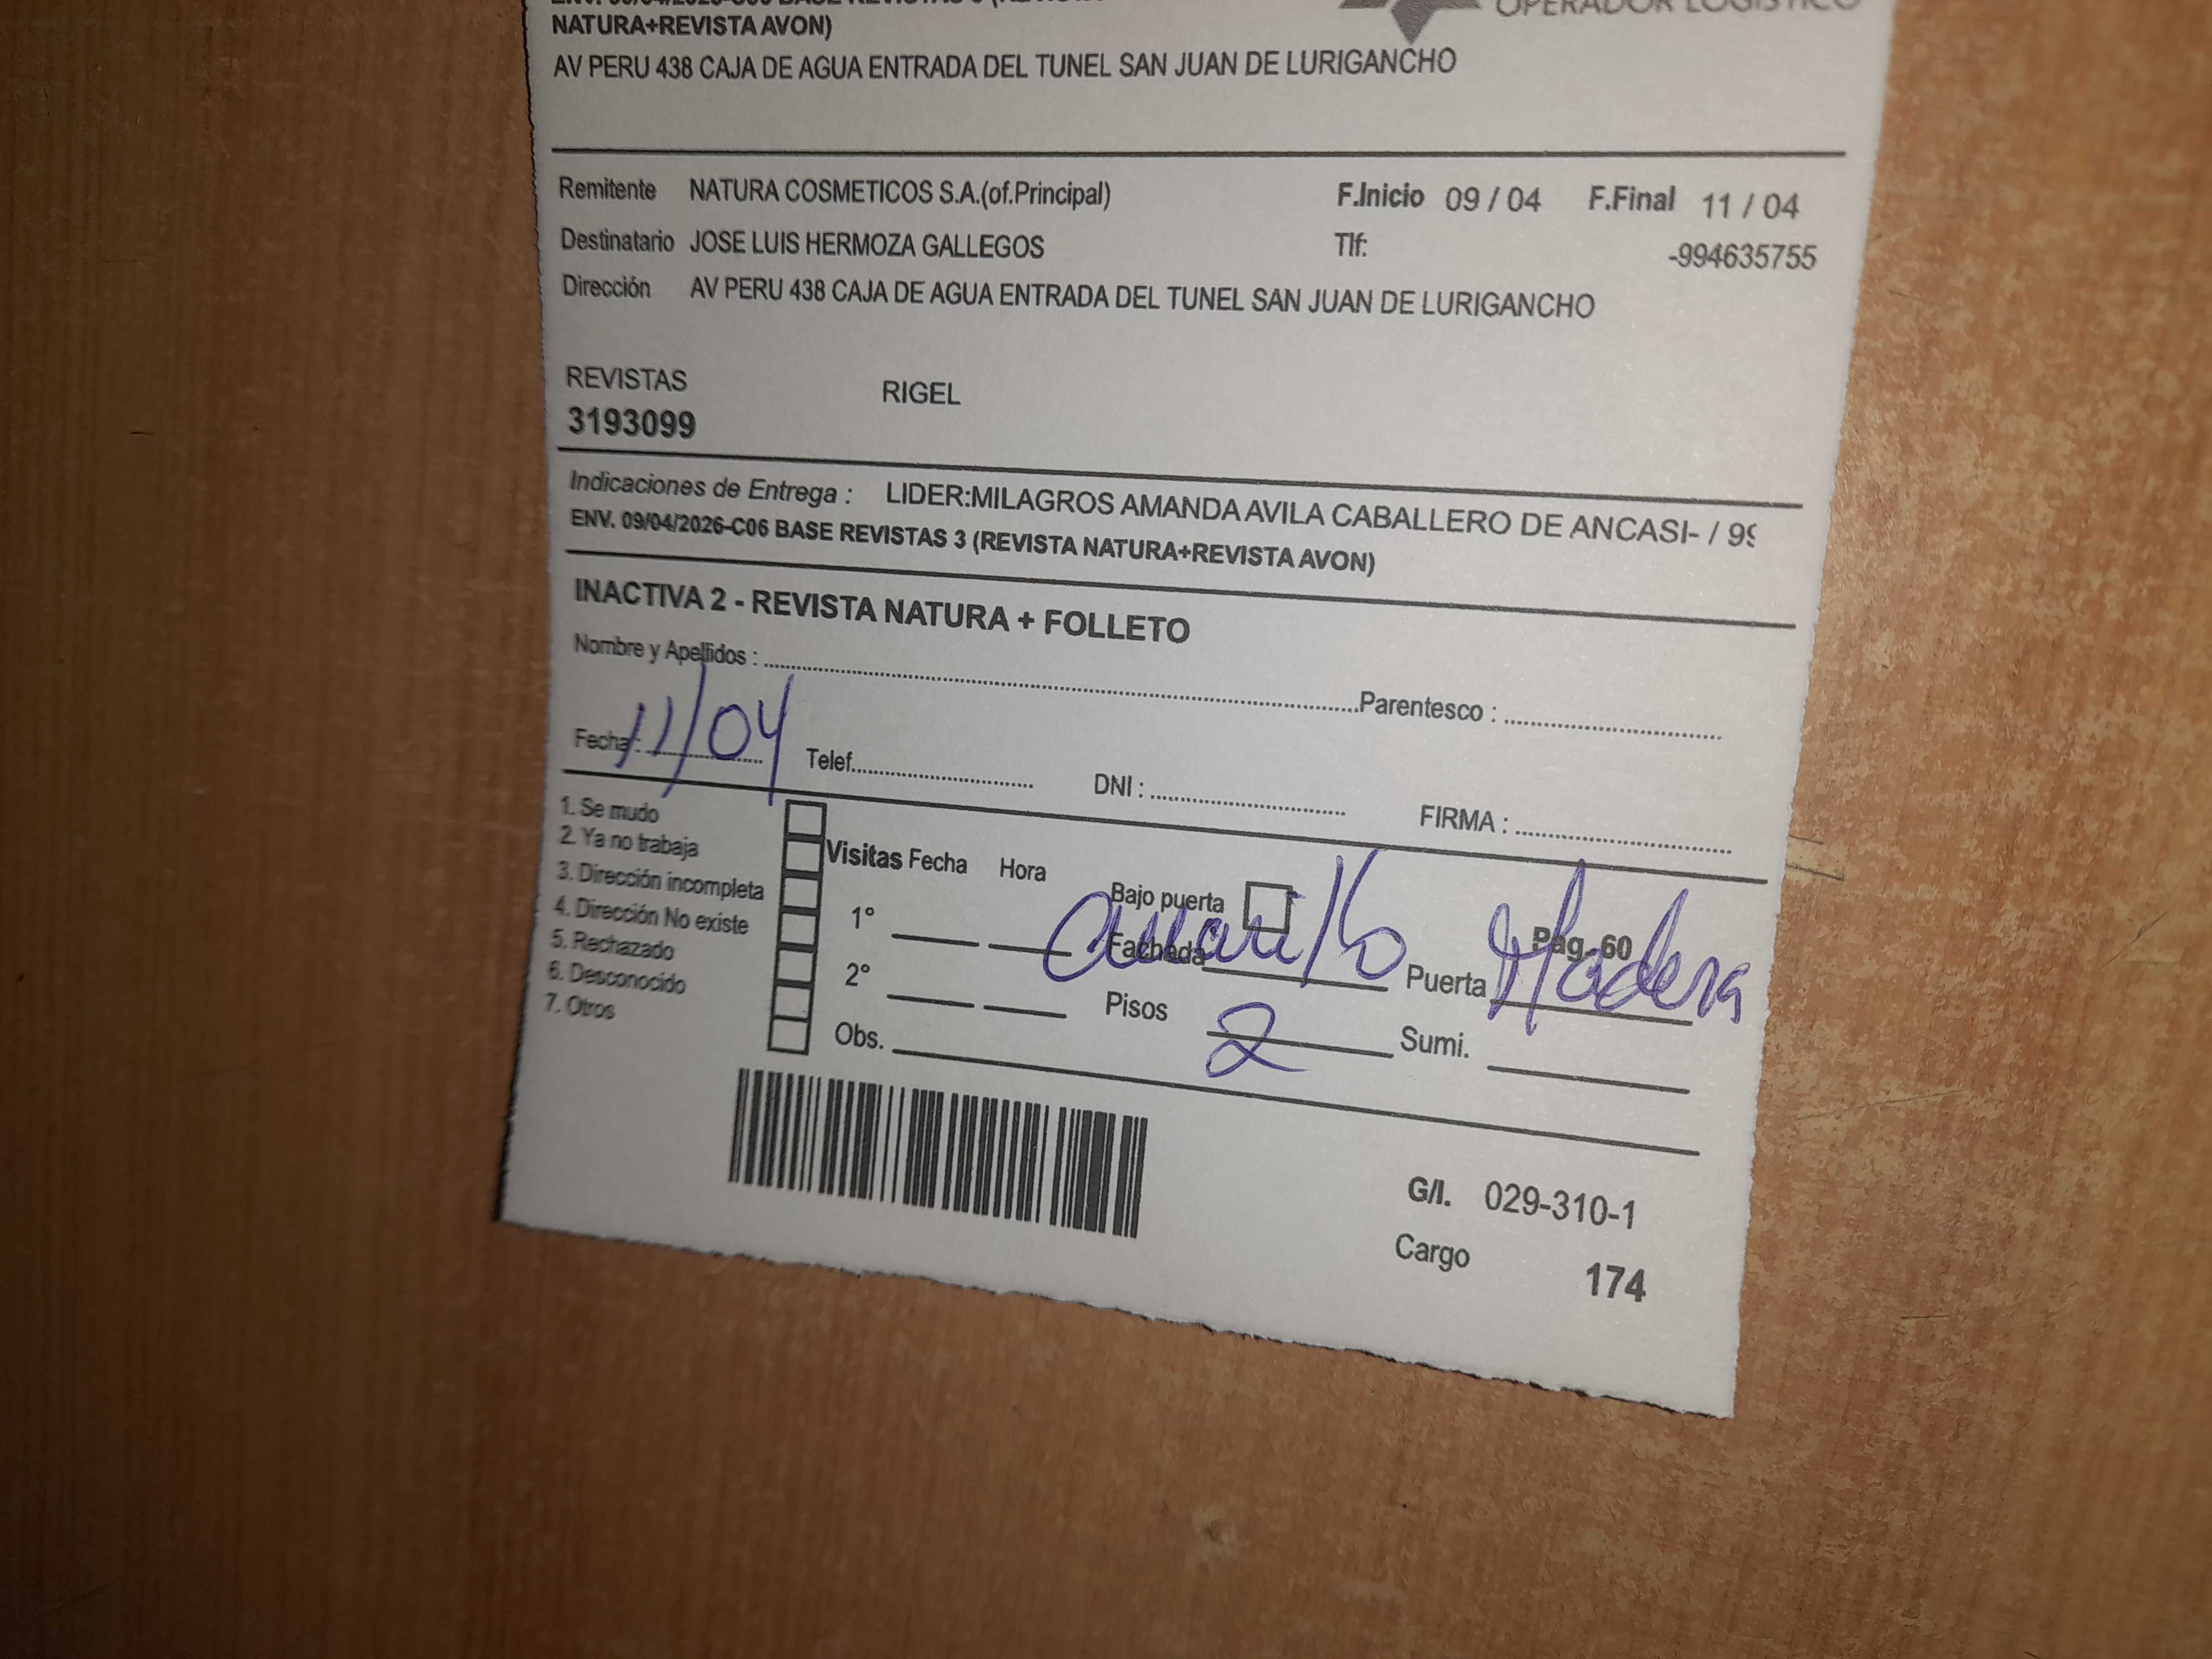 NATURA+REVISTA AVON)
OPERADOR LOGISTICO
AV PERU 438 CAJA DE AGUA ENTRADA DEL TUNEL SAN JUAN DE LURIGANCHO
Remitente NATURA COSMETICOS S.A.(of.Principal) F.Inicio 09 / 04 F.Final 11 / 04
Destinatario JOSE LUIS HERMOZA GALLEGOS Tlf: -994635755
Dirección AV PERU 438 CAJA DE AGUA ENTRADA DEL TUNEL SAN JUAN DE LURIGANCHO
REVISTAS RIGEL
3193099
Indicaciones de Entrega : LIDER:MILAGROS AMANDA AVILA CABALLERO DE ANCASI- / 99
ENV. 09/04/2026-C06 BASE REVISTAS 3 (REVISTA NATURA+REVISTA AVON)
INACTIVA 2 - REVISTA NATURA + FOLLETO
Nombre y Apellidos : Parentesco :
Fecha : 11/04 Telef. DNI : FIRMA :
1. Se mudo
2. Ya no trabaja
3. Dirección incompleta
4. Dirección No existe
5. Rechazado
6. Desconocido
7. Otros
Visitas Fecha Hora
1°
2°
Obs.
Bajo puerta Pag. 60
Fachada amarillo Puerta Madera
Pisos 2 Sumi.
G/I. 029-310-1
Cargo 174